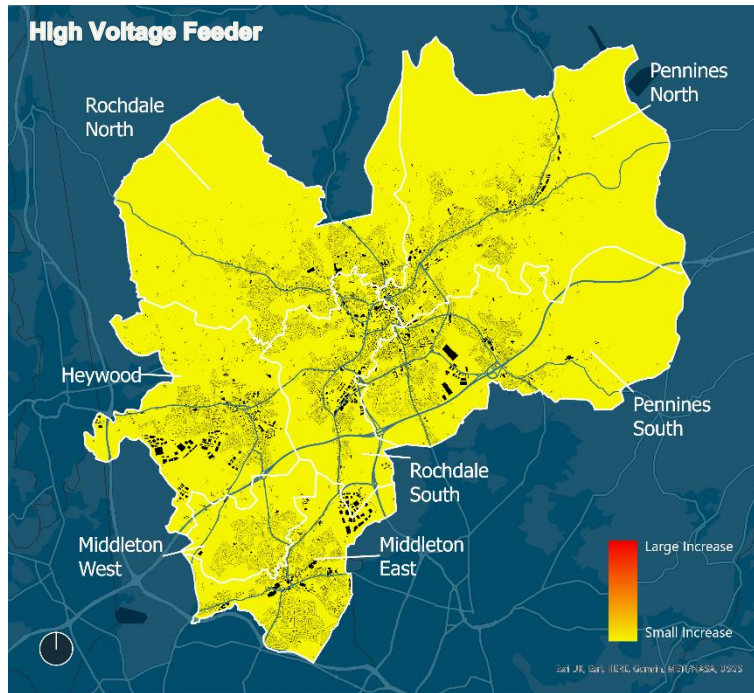 High Voltage Feeder
Pennines
North
Rochdale
North
Heywood
Pennines
South
Rochdale
South
Middleton
West
Middleton
East
Large Increase
Small Increase
Esri UK, Esri, HERE, Garmin, METI/NASA, USGS